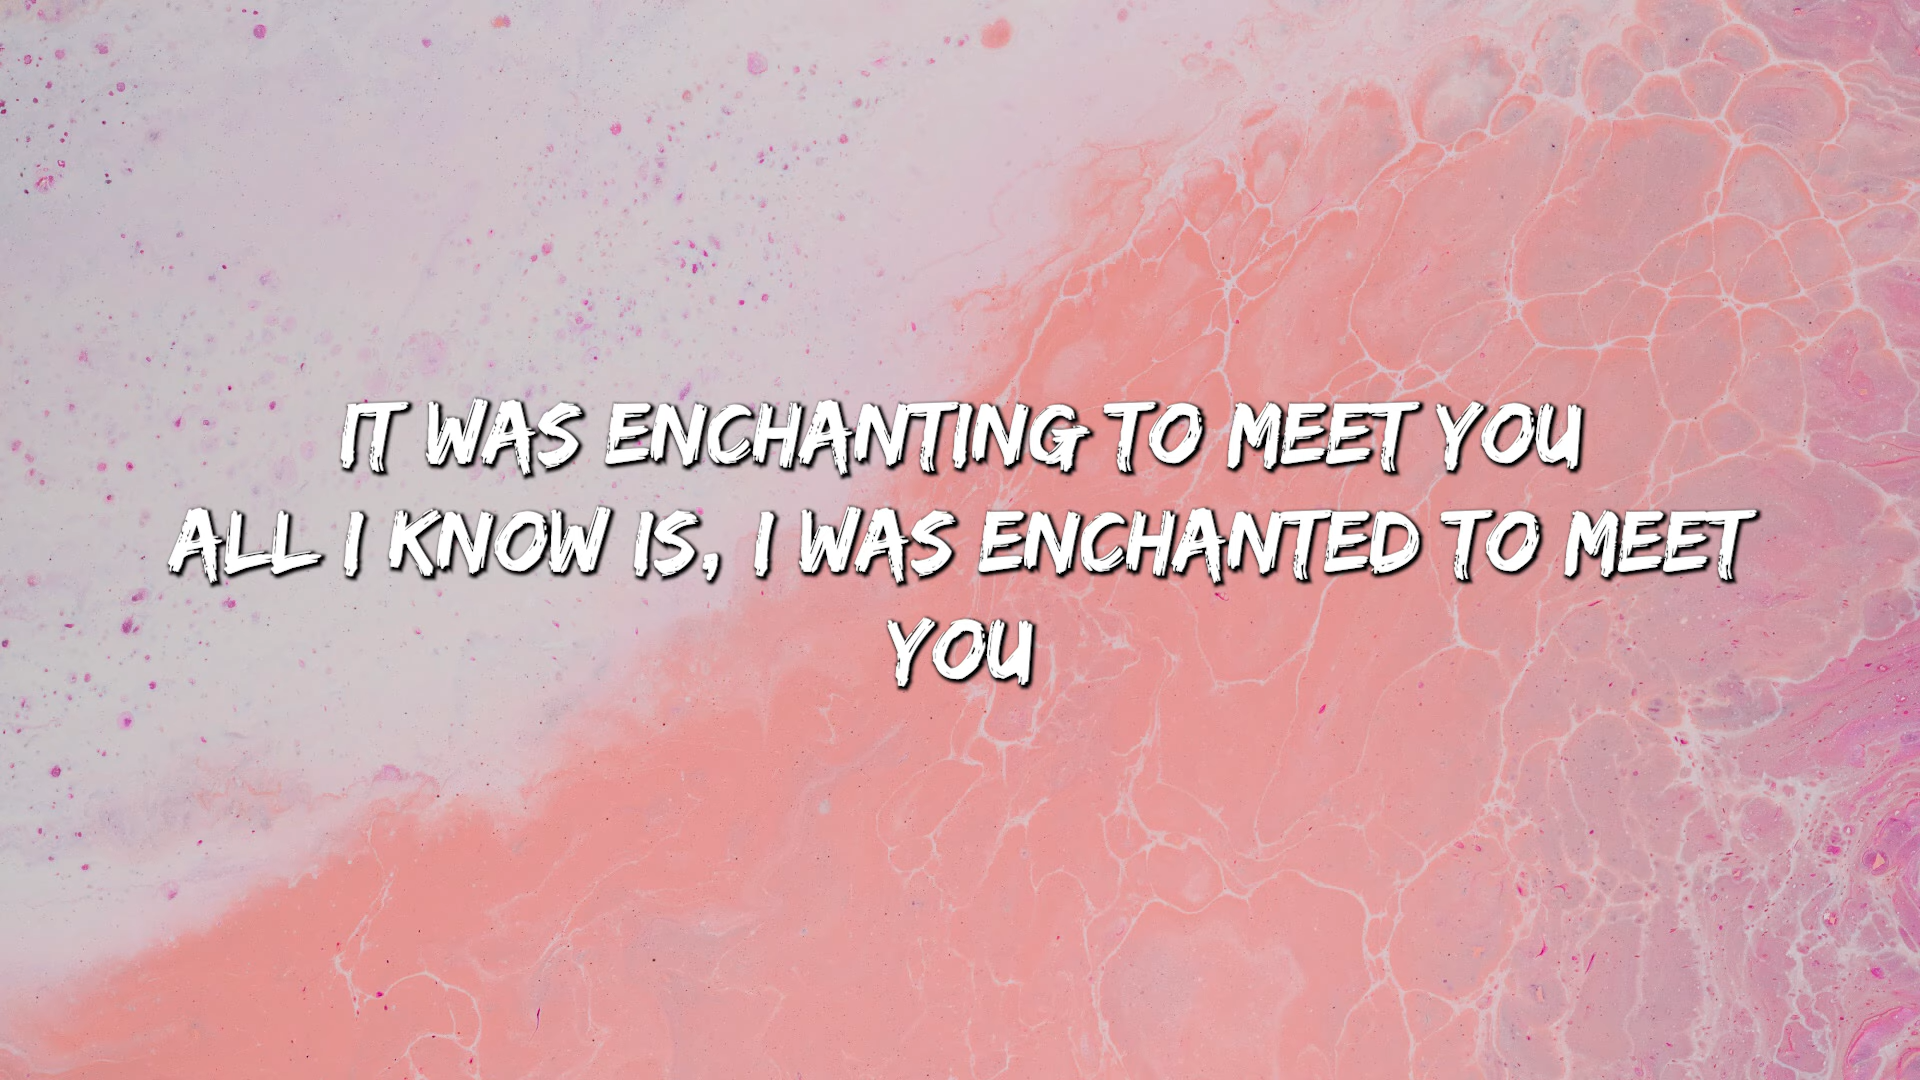 IT WAS ENCHANTING TO MEET YOU
ALL I KNOW IS, I WAS ENCHANTED TO MEET
YOU